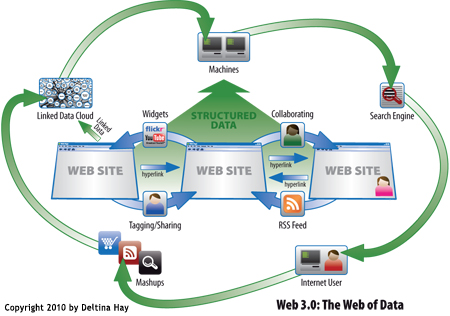 Machines
Linked Data Cloud
Search Engine
Linked
Data
STRUCTURED
DATA
Widgets
flickr
YouTube
Collaborating
WEB SITE
hyperlink
WEB SITE
hyperlink
hyperlink
WEB SITE
Tagging/Sharing
RSS Feed
Mashups
Internet User
Copyright 2010 by Deltina Hay
Web 3.0: The Web of Data